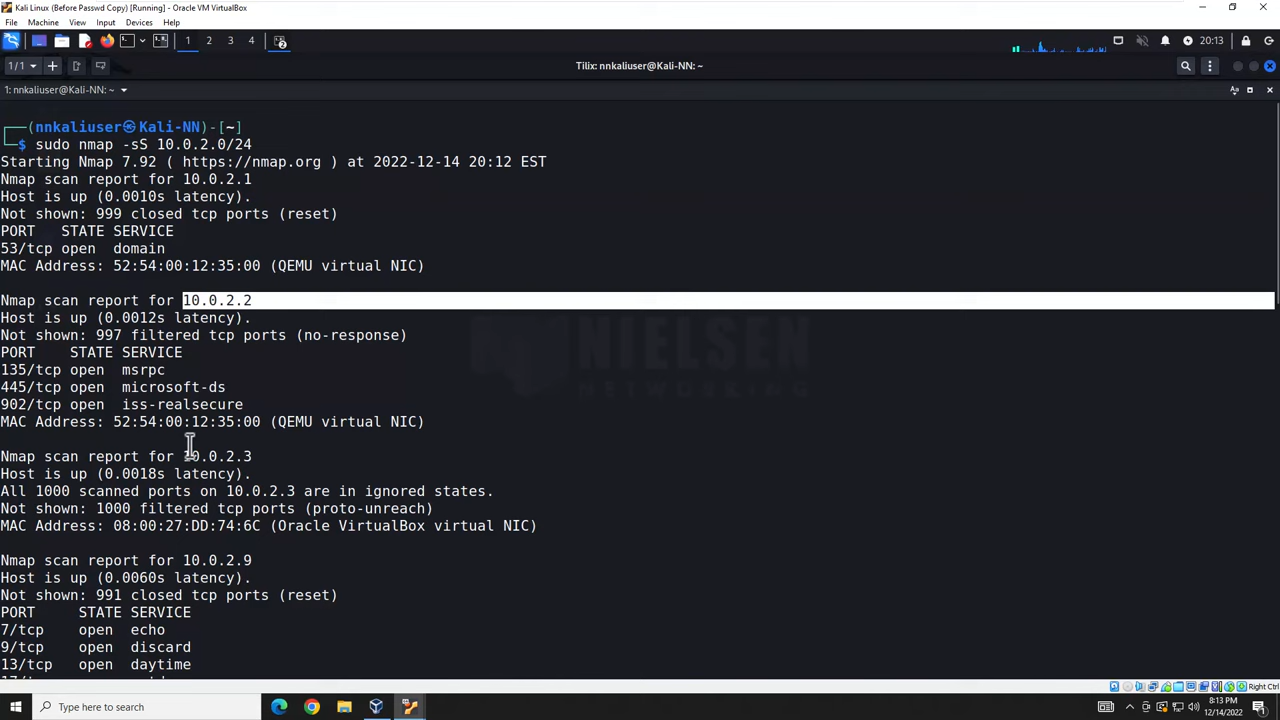 Kali Linux (Before Passwd Copy) [Running] - Oracle VM VirtualBox
File Machine View Input Devices Help
1 2 3 4 2 20:13
1/1 Tilix: nnkaliuser@Kali-NN: ~
1: nnkaliuser@Kali-NN: ~
(nnkaliuser㉿Kali-NN)-[~]
$ sudo nmap -sS 10.0.2.0/24
Starting Nmap 7.92 ( https://nmap.org ) at 2022-12-14 20:12 EST
Nmap scan report for 10.0.2.1
Host is up (0.0010s latency).
Not shown: 999 closed tcp ports (reset)
PORT STATE SERVICE
53/tcp open domain
MAC Address: 52:54:00:12:35:00 (QEMU virtual NIC)
Nmap scan report for 10.0.2.2
Host is up (0.0012s latency).
Not shown: 997 filtered tcp ports (no-response)
PORT STATE SERVICE
135/tcp open msrpc
445/tcp open microsoft-ds
902/tcp open iss-realsecure
MAC Address: 52:54:00:12:35:00 (QEMU virtual NIC)
NIELSEN
NETWORKING
Nmap scan report for 10.0.2.3
Host is up (0.0018s latency).
All 1000 scanned ports on 10.0.2.3 are in ignored states.
Not shown: 1000 filtered tcp ports (proto-unreach)
MAC Address: 08:00:27:DD:74:6C (Oracle VirtualBox virtual NIC)
Nmap scan report for 10.0.2.9
Host is up (0.0060s latency).
Not shown: 991 closed tcp ports (reset)
PORT STATE SERVICE
7/tcp open echo
9/tcp open discard
13/tcp open daytime
Right Ctrl
Type here to search
8:13 PM
12/14/2022
1